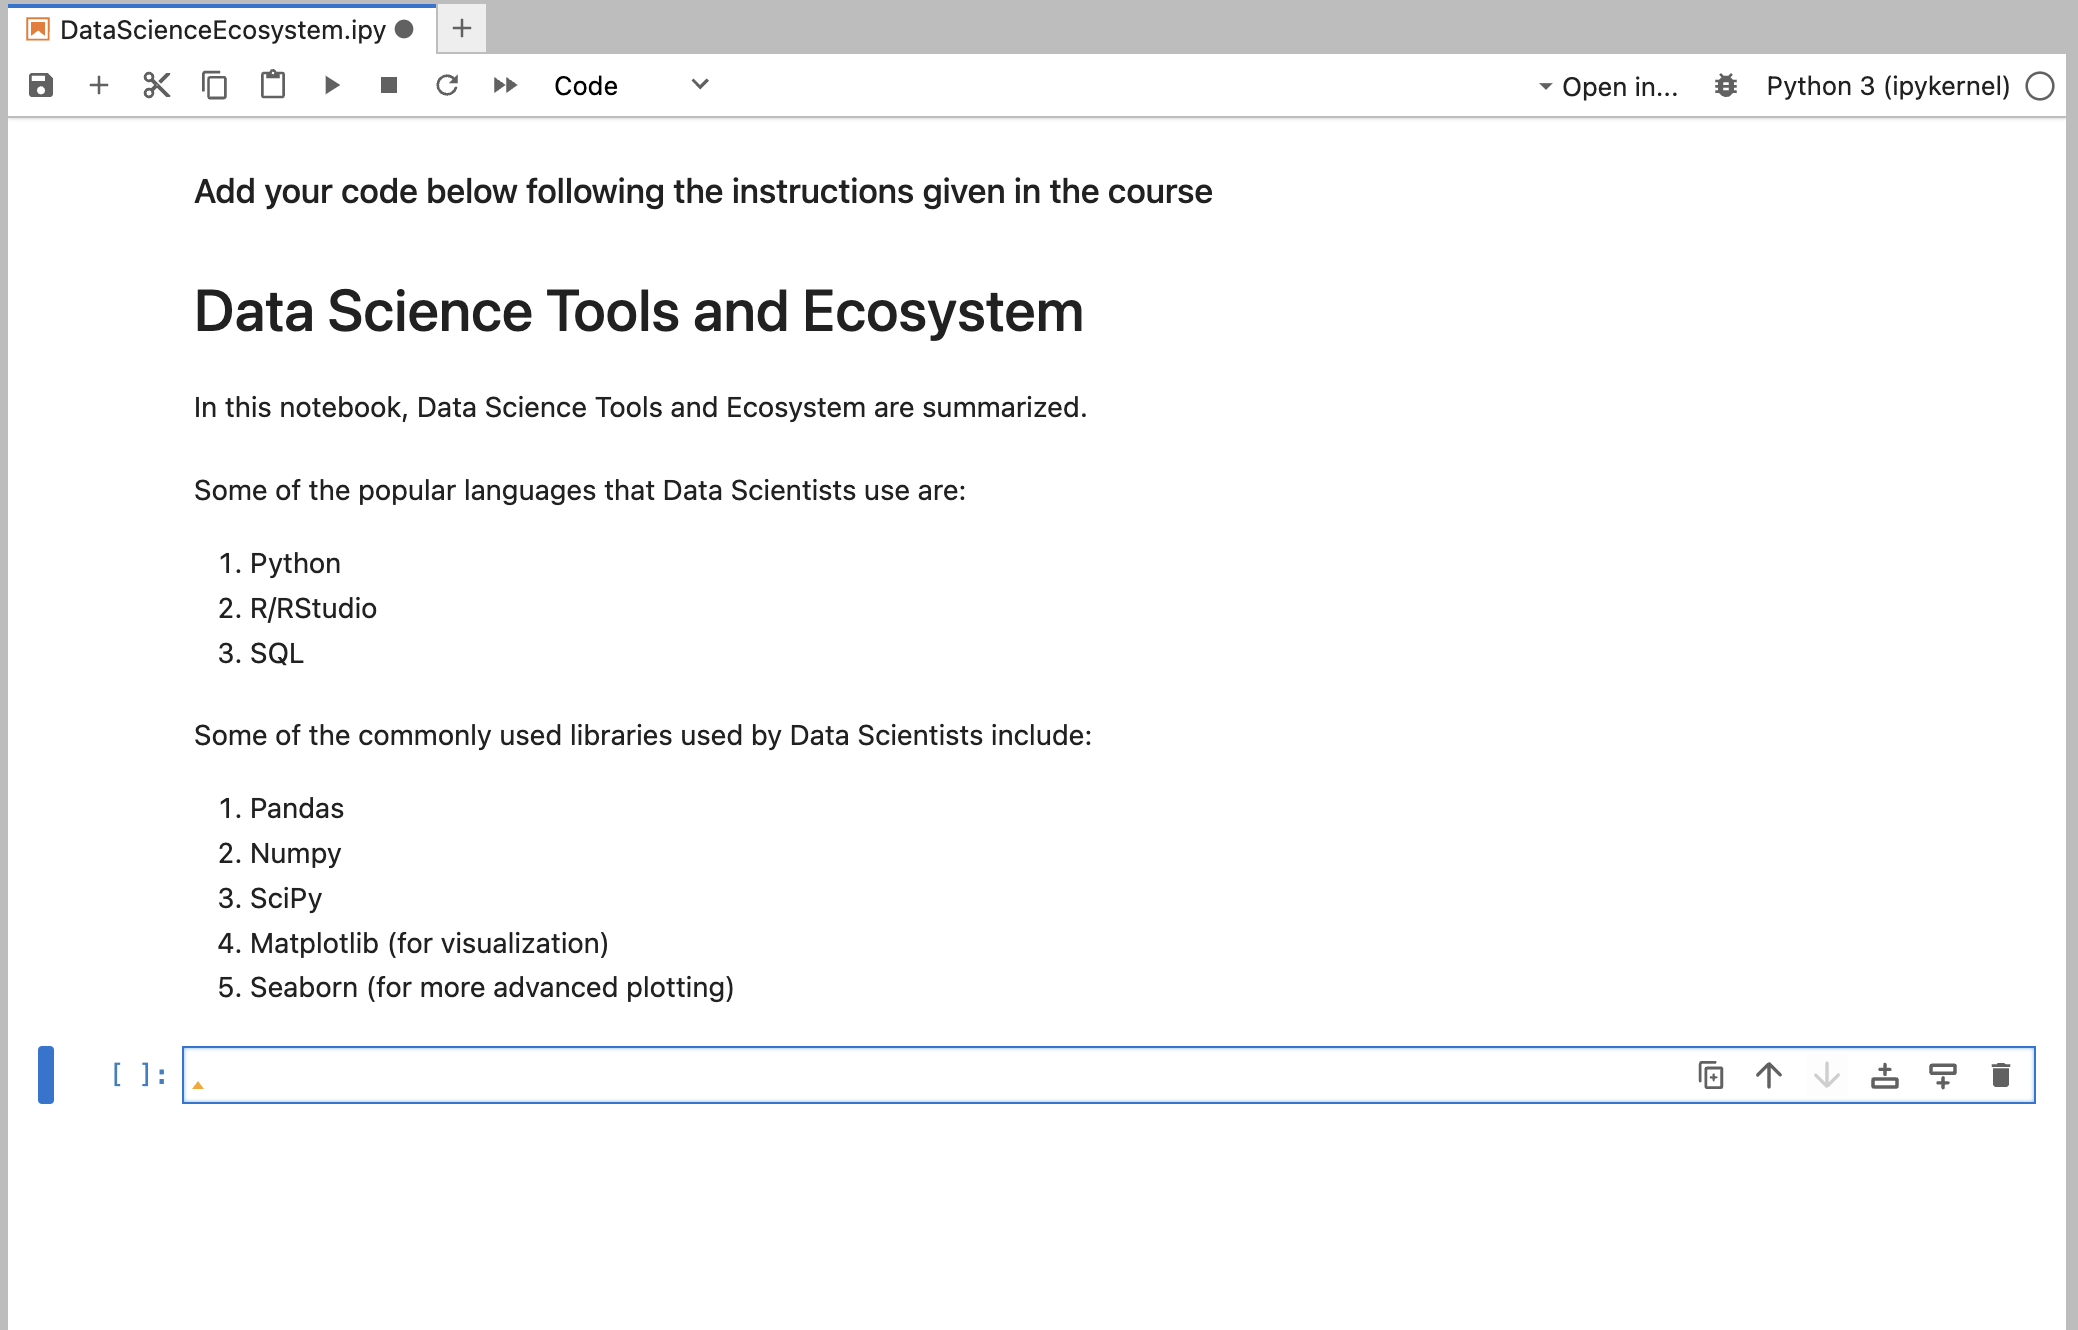 DataScienceEcosystem.ipy
Code
Open in...
Python 3 (ipykernel)
Add your code below following the instructions given in the course
Data Science Tools and Ecosystem
In this notebook, Data Science Tools and Ecosystem are summarized.
Some of the popular languages that Data Scientists use are:
1. Python
2. R/RStudio
3. SQL
Some of the commonly used libraries used by Data Scientists include:
1. Pandas
2. Numpy
3. SciPy
4. Matplotlib (for visualization)
5. Seaborn (for more advanced plotting)
[ ]: